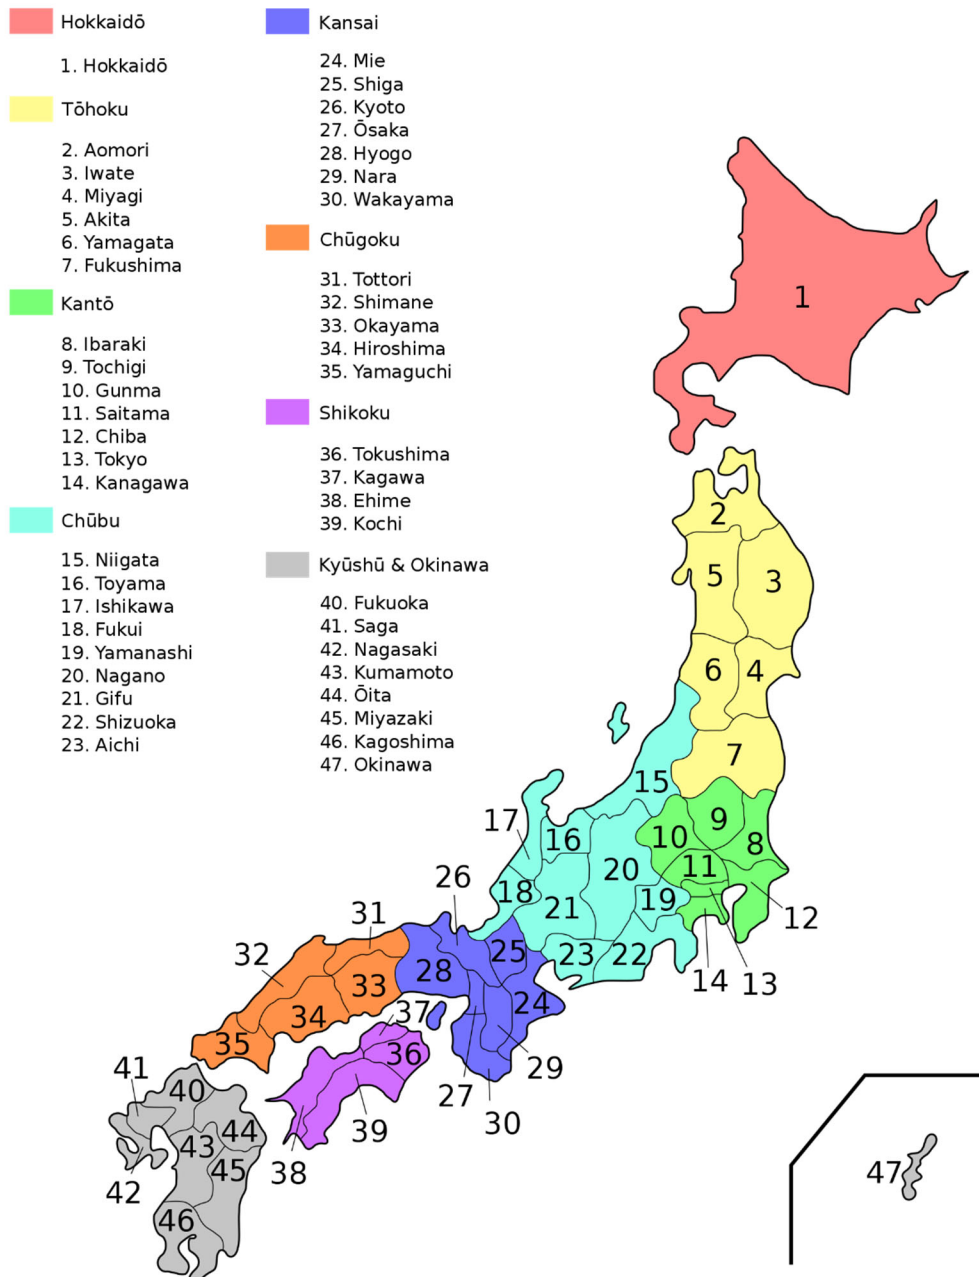 Hokkaidō
1. Hokkaidō
Tōhoku
2. Aomori
3. Iwate
4. Miyagi
5. Akita
6. Yamagata
7. Fukushima
Kantō
8. Ibaraki
9. Tochigi
10. Gunma
11. Saitama
12. Chiba
13. Tokyo
14. Kanagawa
Chūbu
15. Niigata
16. Toyama
17. Ishikawa
18. Fukui
19. Yamanashi
20. Nagano
21. Gifu
22. Shizuoka
23. Aichi
Kansai
24. Mie
25. Shiga
26. Kyoto
27. Ōsaka
28. Hyogo
29. Nara
30. Wakayama
Chūgoku
31. Tottori
32. Shimane
33. Okayama
34. Hiroshima
35. Yamaguchi
Shikoku
36. Tokushima
37. Kagawa
38. Ehime
39. Kochi
Kyūshū & Okinawa
40. Fukuoka
41. Saga
42. Nagasaki
43. Kumamoto
44. Ōita
45. Miyazaki
46. Kagoshima
47. Okinawa
1
2
5
3
6
4
7
15
17
16
10
9
8
11
20
26
18
21
19
12
31
32
28
25
23
22
14
13
33
34
37
24
35
36
29
41
40
27
30
39
44
43
38
45
42
47
46